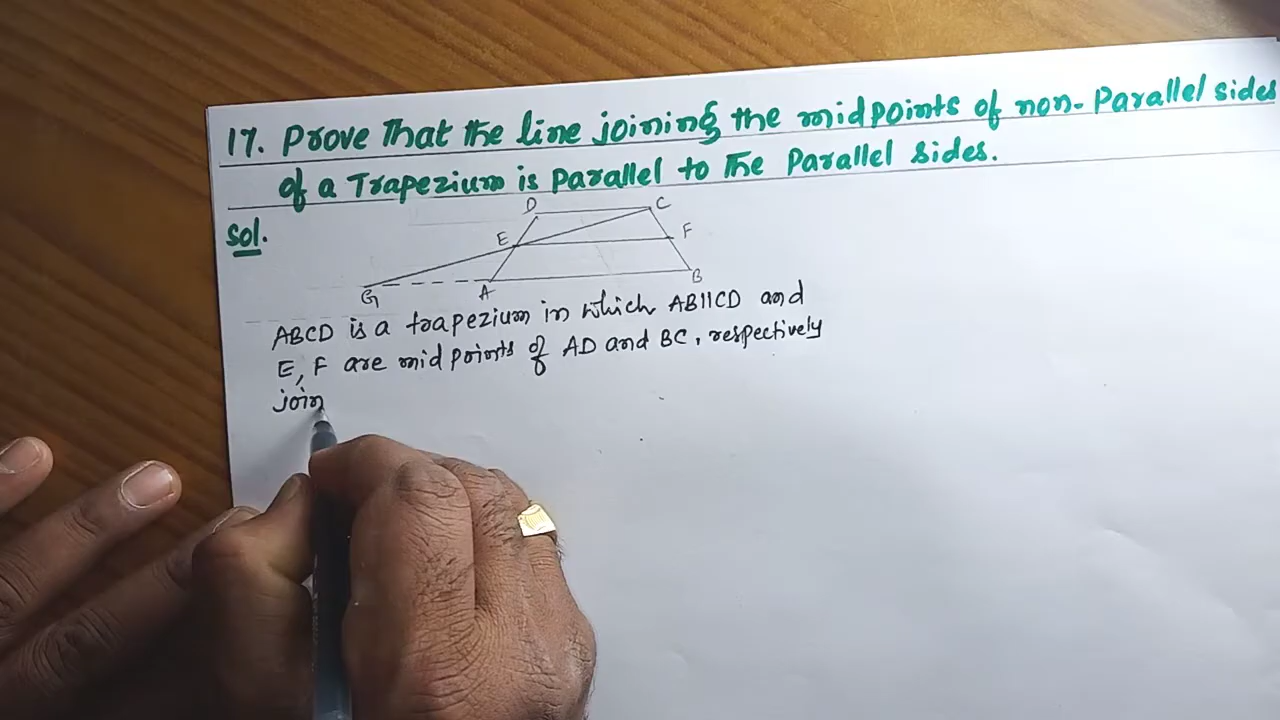 17. Prove that the line joining the midpoints of non-parallel sides
of a Trapezium is parallel to the parallel sides.
Sol.
D C
E F
G A B
ABCD is a trapezium in which AB||CD and
E, F are midpoints of AD and BC, respectively
join